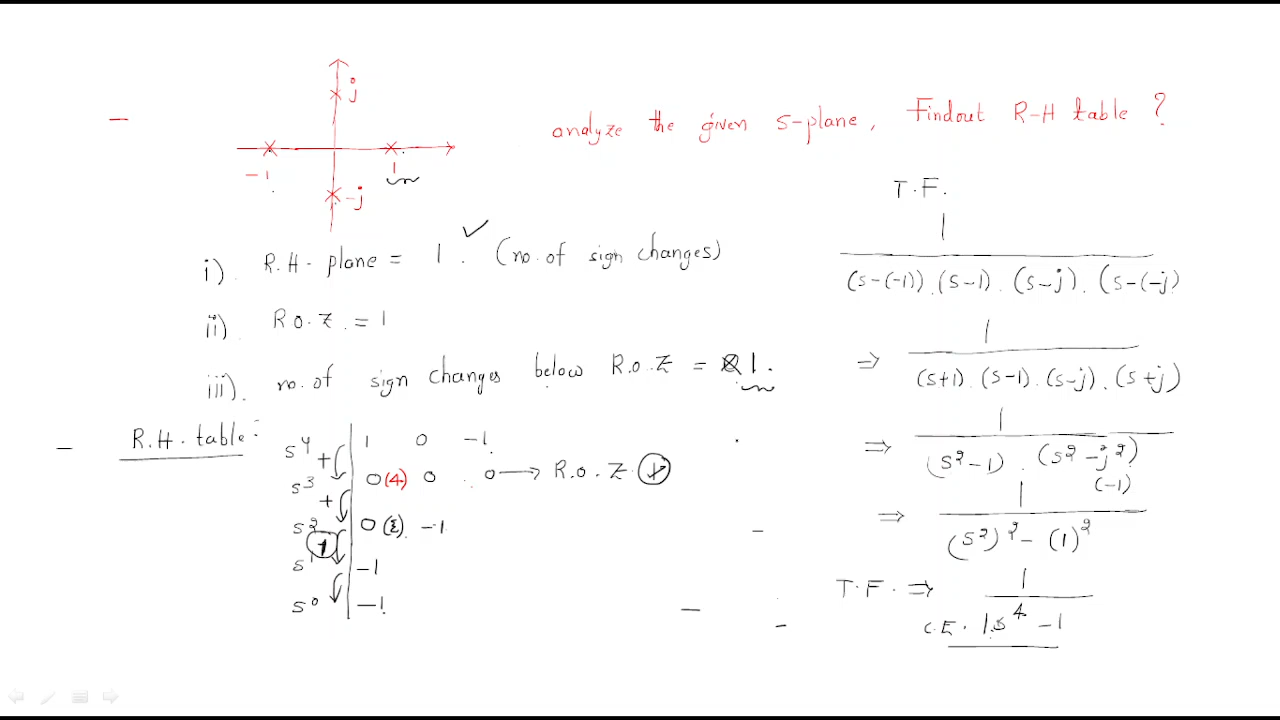 j
-1
1
-j
analyze the given s-plane, Findout R-H table ?
i). R.H. plane = 1. (no. of sign changes)
ii) R.O.Z. = 1
iii). no. of sign changes below R.O.Z = 1.
R.H. table:
s⁴ 1 0 -1
+
s³ 0(4) 0 0 → R.O.Z. 1
+
s² 0(ε) -1
1
s¹ -1
s⁰ -1
T.F.
1
(s-(-1)).(s-1).(s-j).(s-(-j)
⇒ 1
(s+1).(s-1).(s-j).(s+j)
⇒ 1
(s²-1).(s²-j²)
(-1)
⇒ 1
(s²)²-(1)²
T.F. ⇒ 1
C.E. 1.s⁴-1